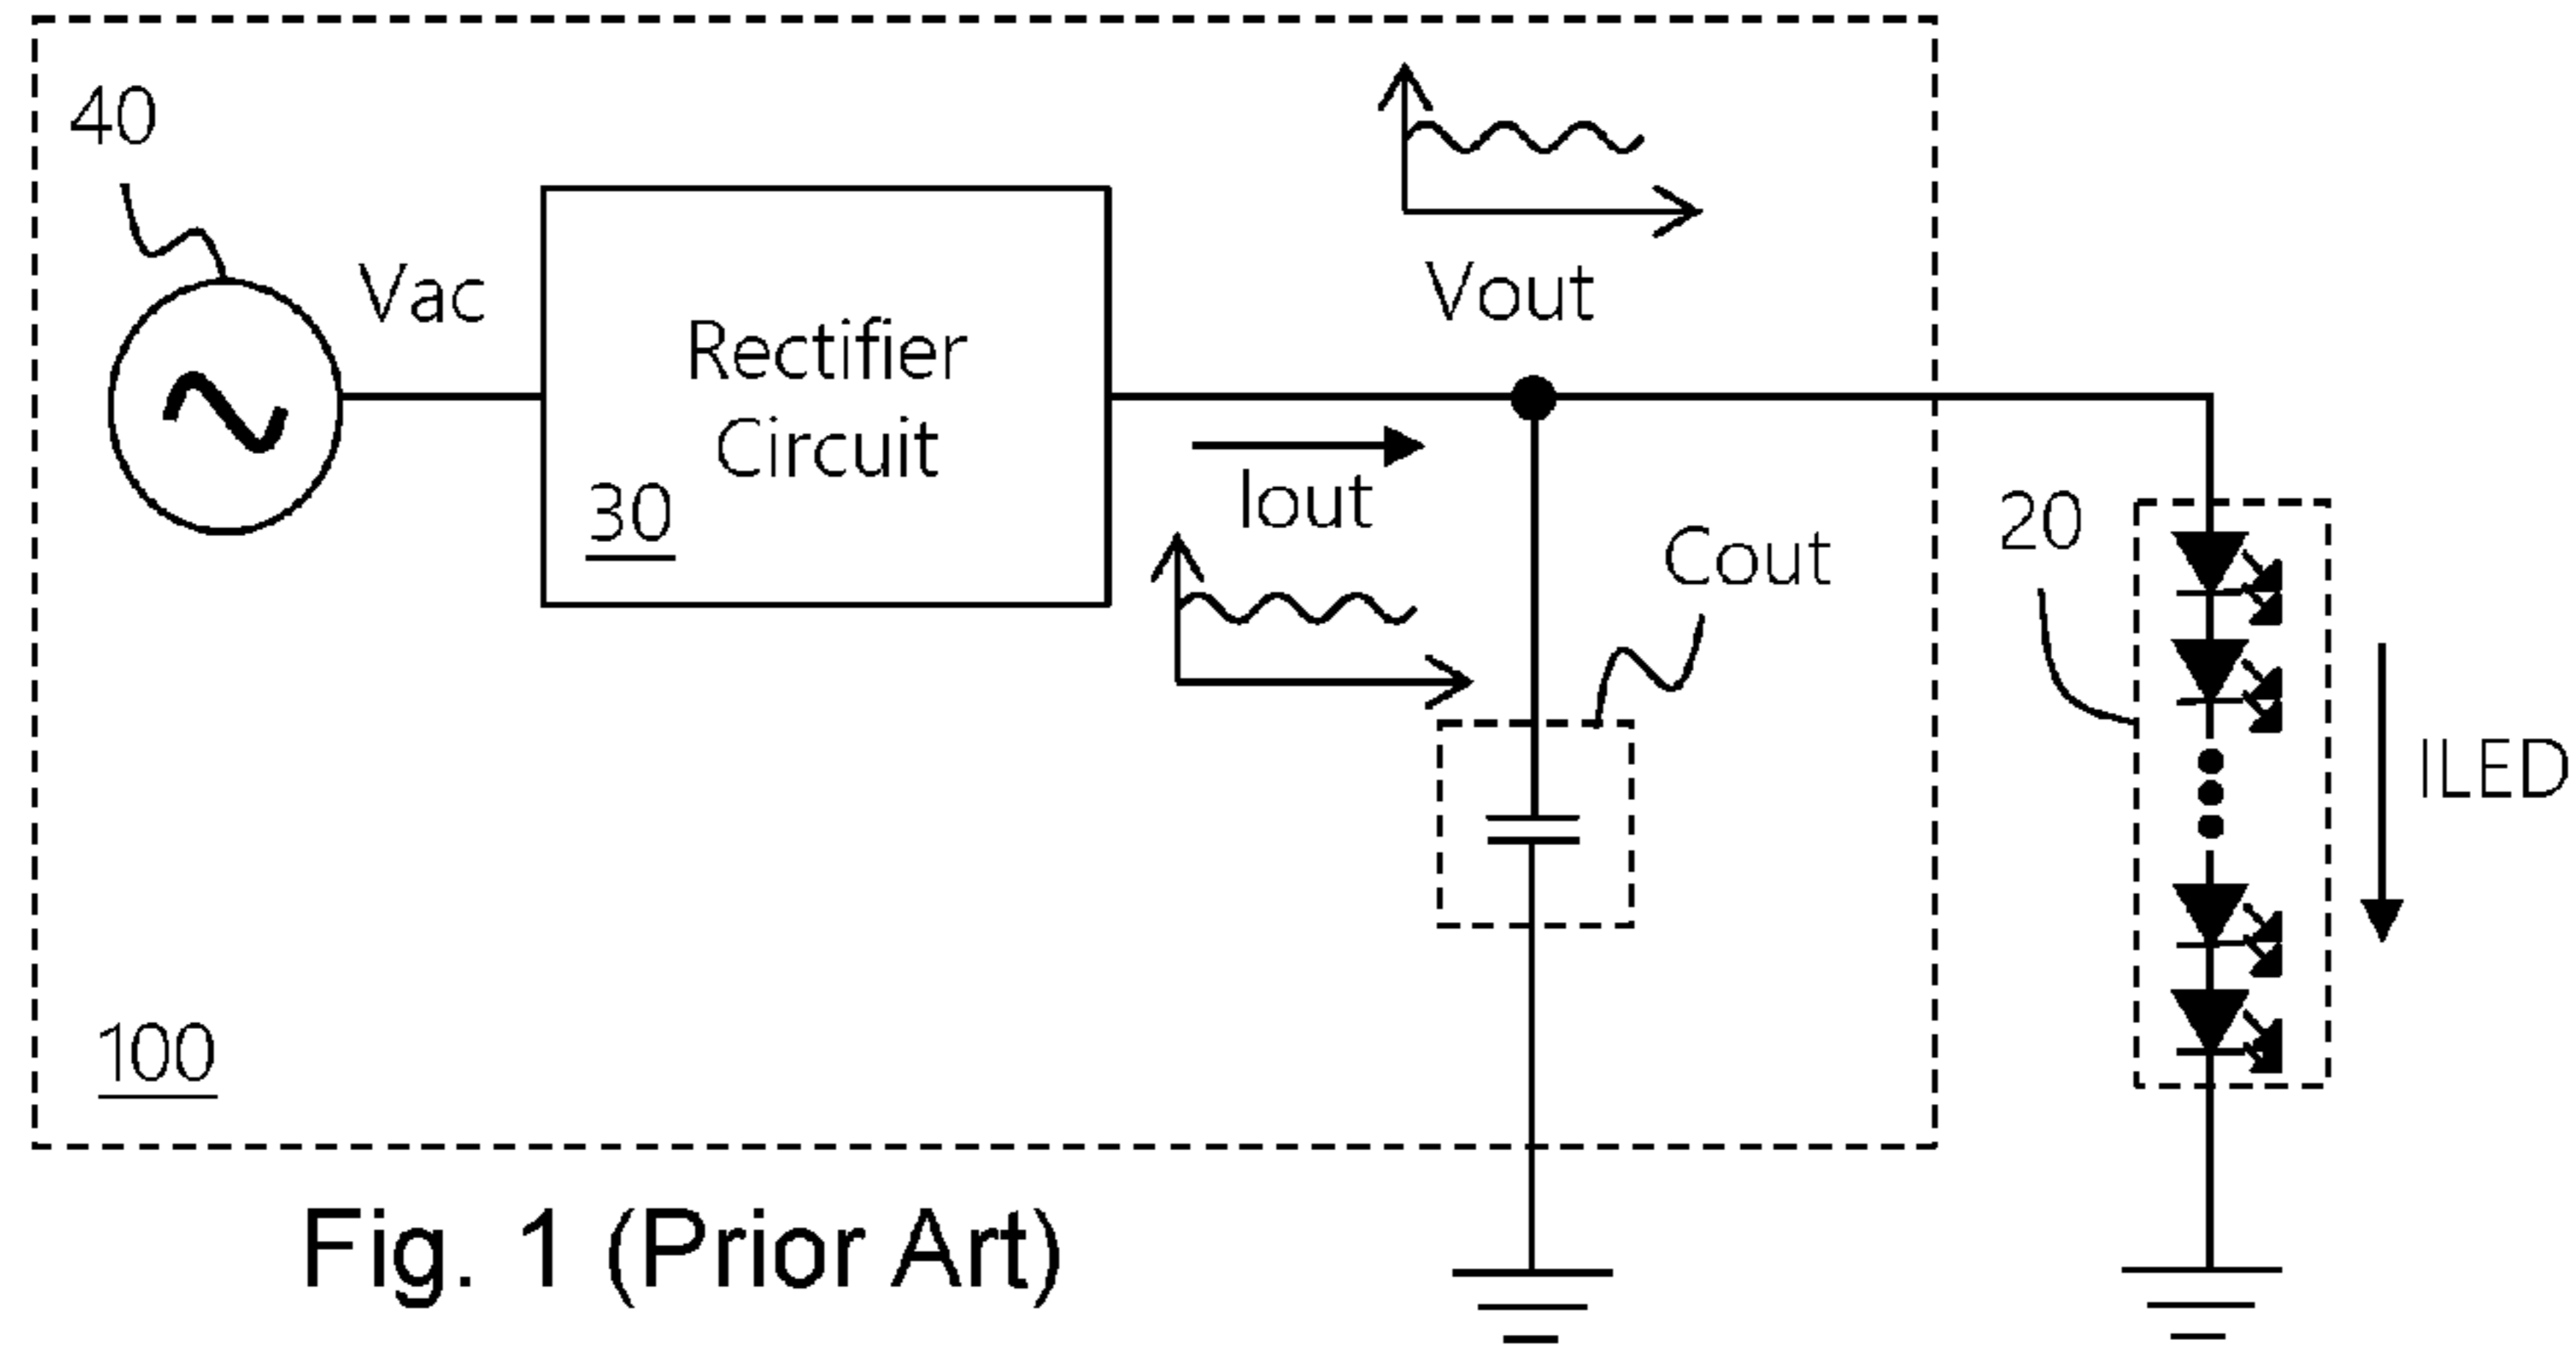 40
Vac
Rectifier
Circuit
30
Vout
Iout
Cout
20
ILED
100
Fig. 1 (Prior Art)